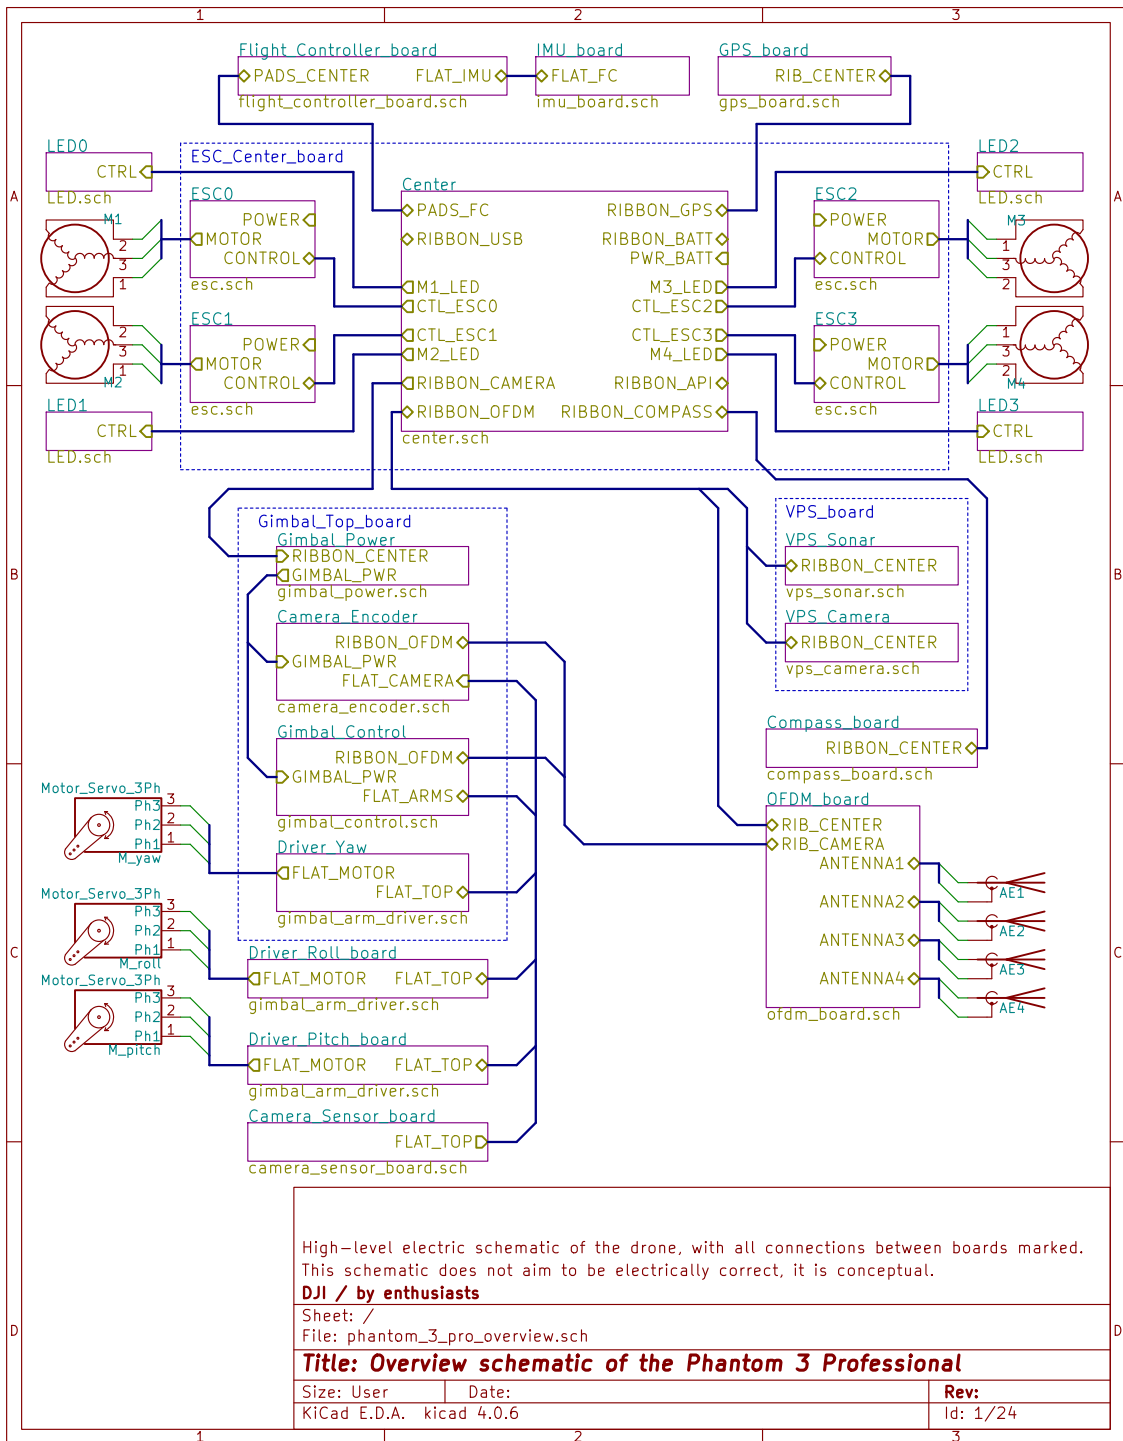 1 2 3
Flight_Controller_board IMU_board GPS_board
PADS_CENTER FLAT_IMU FLAT_FC RIB_CENTER
flight_controller_board.sch imu_board.sch gps_board.sch
LED0 ESC_Center_board LED2
CTRL CTRL
LED.sch LED.sch
A A
ESC0 Center ESC2
M1 POWER PADS_FC RIBBON_GPS POWER M3
2 MOTOR RIBBON_USB RIBBON_BATT MOTOR 1
3 CONTROL PWR_BATT CONTROL 3
1 esc.sch M1_LED M3_LED esc.sch 2
CTL_ESC0 CTL_ESC2
ESC1 ESC3
2 POWER CTL_ESC1 CTL_ESC3 POWER 1
3 MOTOR M2_LED M4_LED MOTOR 3
1 CONTROL RIBBON_CAMERA RIBBON_API CONTROL 2
M2 M4
esc.sch RIBBON_OFDM RIBBON_COMPASS esc.sch
LED1 LED3
CTRL center.sch CTRL
LED.sch LED.sch
Gimbal_Top_board VPS_board
Gimbal_Power VPS_Sonar
RIBBON_CENTER RIBBON_CENTER
B B
GIMBAL_PWR
gimbal_power.sch vps_sonar.sch
Camera_Encoder VPS_Camera
RIBBON_OFDM RIBBON_CENTER
GIMBAL_PWR vps_camera.sch
FLAT_CAMERA
camera_encoder.sch
Gimbal_Control Compass_board
RIBBON_OFDM RIBBON_CENTER
GIMBAL_PWR compass_board.sch
FLAT_ARMS
gimbal_control.sch
Motor_Servo_3Ph OFDM_board
Ph3 3
Ph2 2 RIB_CENTER
Ph1 1 RIB_CAMERA
M_yaw
Driver_Yaw ANTENNA1
FLAT_MOTOR AE1
FLAT_TOP ANTENNA2
gimbal_arm_driver.sch AE2
Motor_Servo_3Ph
Ph3 3
Ph2 2 ANTENNA3
Ph1 1 AE3
M_roll
C C
Driver_Roll_board ANTENNA4
FLAT_MOTOR FLAT_TOP AE4
gimbal_arm_driver.sch ofdm_board.sch
Motor_Servo_3Ph
Ph3 3
Ph2 2
Ph1 1
M_pitch
Driver_Pitch_board
FLAT_MOTOR FLAT_TOP
gimbal_arm_driver.sch
Camera_Sensor_board
FLAT_TOP
camera_sensor_board.sch
High-level electric schematic of the drone, with all connections between boards marked.
This schematic does not aim to be electrically correct, it is conceptual.
DJI / by enthusiasts
Sheet: /
File: phantom_3_pro_overview.sch
D D
Title: Overview schematic of the Phantom 3 Professional
Size: User Date: Rev:
KiCad E.D.A. kicad 4.0.6 Id: 1/24
1 2 3